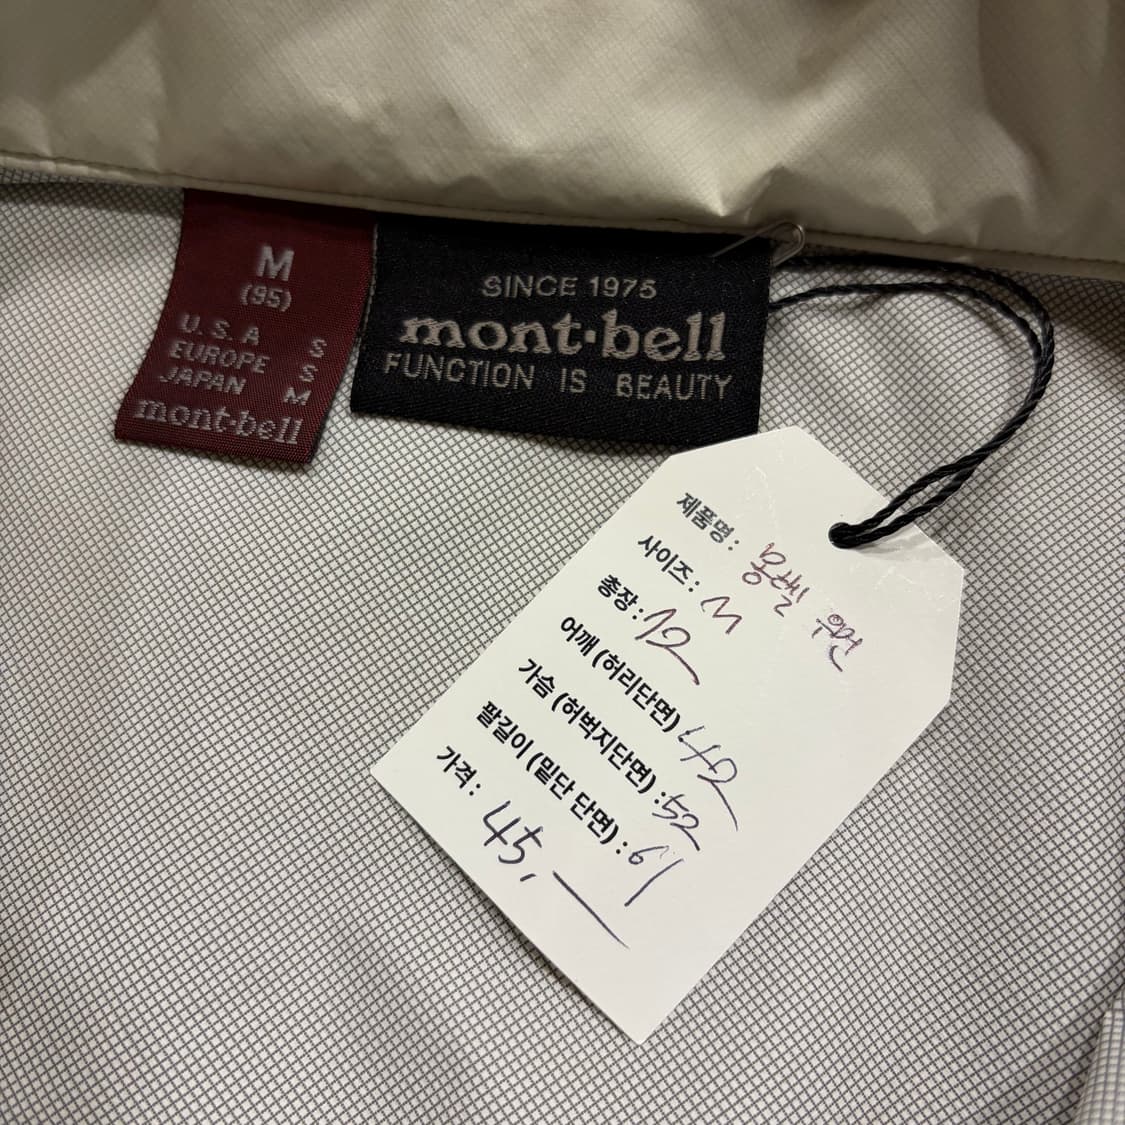 M
(95)
U.S.A S
EUROPE S
JAPAN M
mont-bell
SINCE 1975
mont-bell
FUNCTION IS BEAUTY
제품명 : 몽벨
사이즈 : M
총장 : 72
어깨 (허리단면) 42
가슴 (허벅지단면) : 52
팔길이 (밑단 단면) : 61
가격 : 45,—